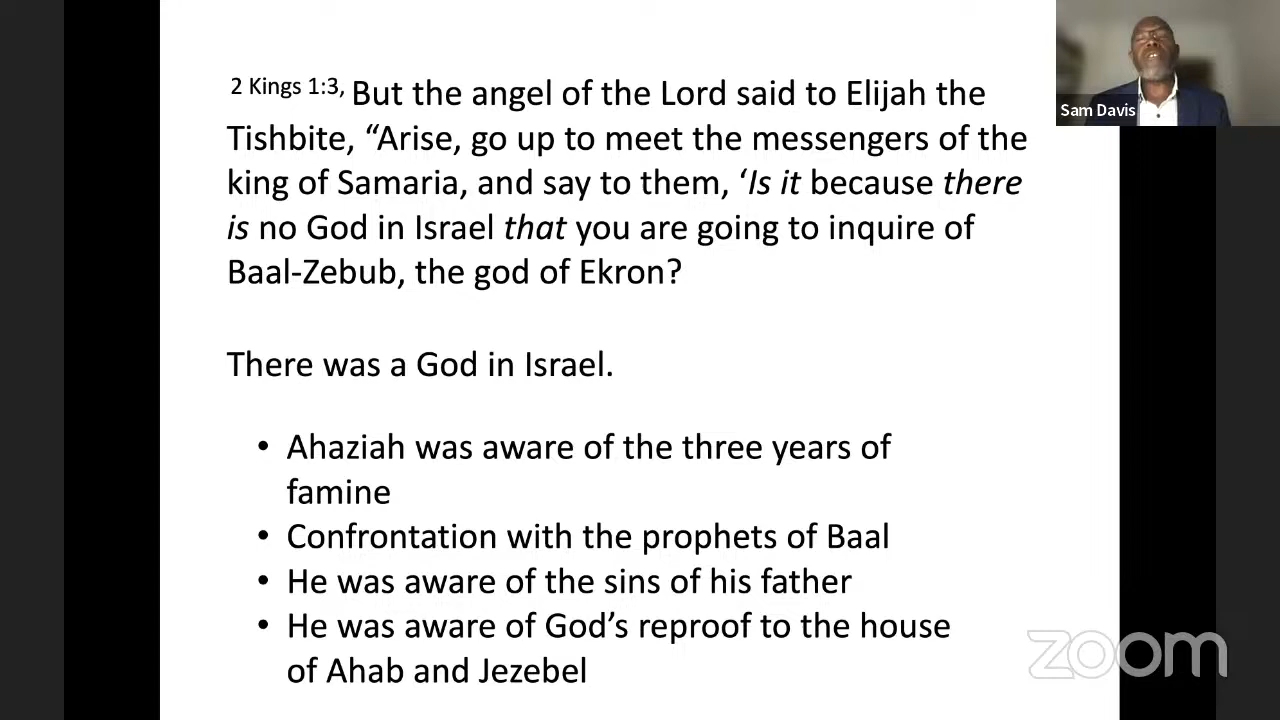 2 Kings 1:3, But the angel of the Lord said to Elijah the
Tishbite, “Arise, go up to meet the messengers of the
king of Samaria, and say to them, ‘Is it because there
is no God in Israel that you are going to inquire of
Baal-Zebub, the god of Ekron?
There was a God in Israel.
• Ahaziah was aware of the three years of
famine
• Confrontation with the prophets of Baal
• He was aware of the sins of his father
• He was aware of God’s reproof to the house
of Ahab and Jezebel
Sam Davis
zoom